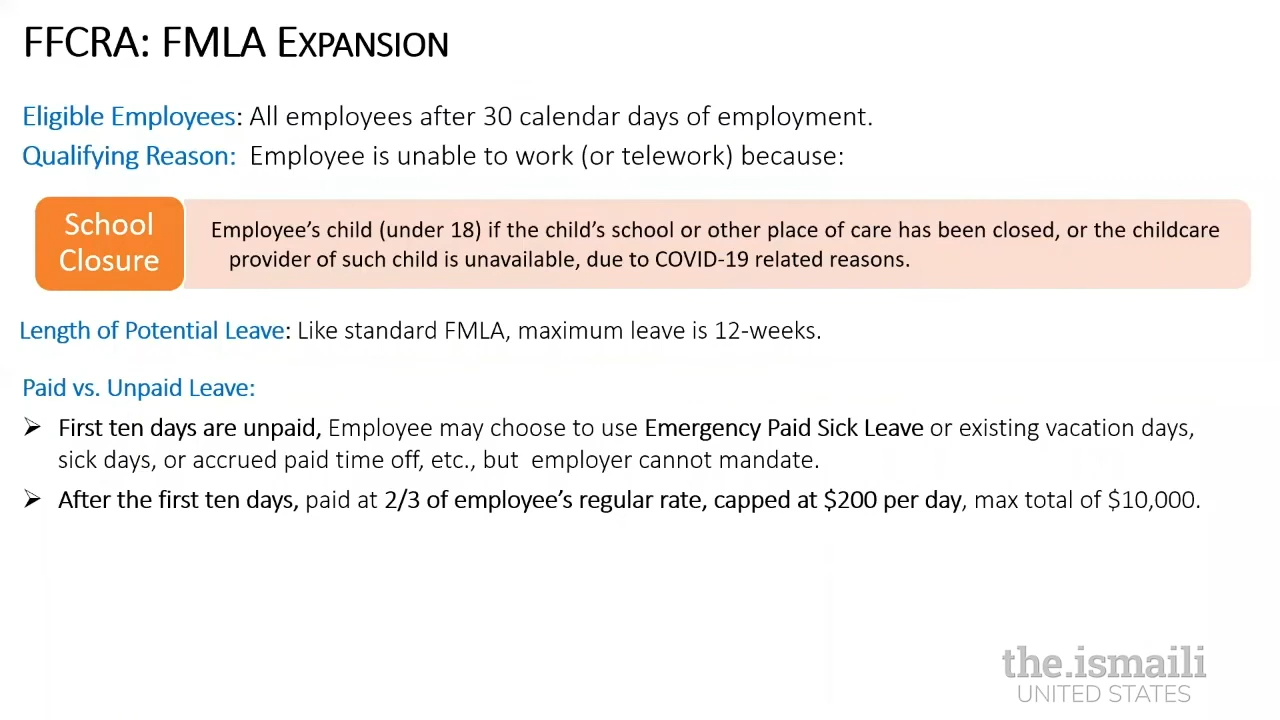 FFCRA: FMLA EXPANSION
Eligible Employees: All employees after 30 calendar days of employment.
Qualifying Reason: Employee is unable to work (or telework) because:
School
Closure
Employee’s child (under 18) if the child’s school or other place of care has been closed, or the childcare
provider of such child is unavailable, due to COVID-19 related reasons.
Length of Potential Leave: Like standard FMLA, maximum leave is 12-weeks.
Paid vs. Unpaid Leave:
➢ First ten days are unpaid, Employee may choose to use Emergency Paid Sick Leave or existing vacation days,
sick days, or accrued paid time off, etc., but employer cannot mandate.
➢ After the first ten days, paid at 2/3 of employee’s regular rate, capped at $200 per day, max total of $10,000.
the.ismaili
UNITED STATES